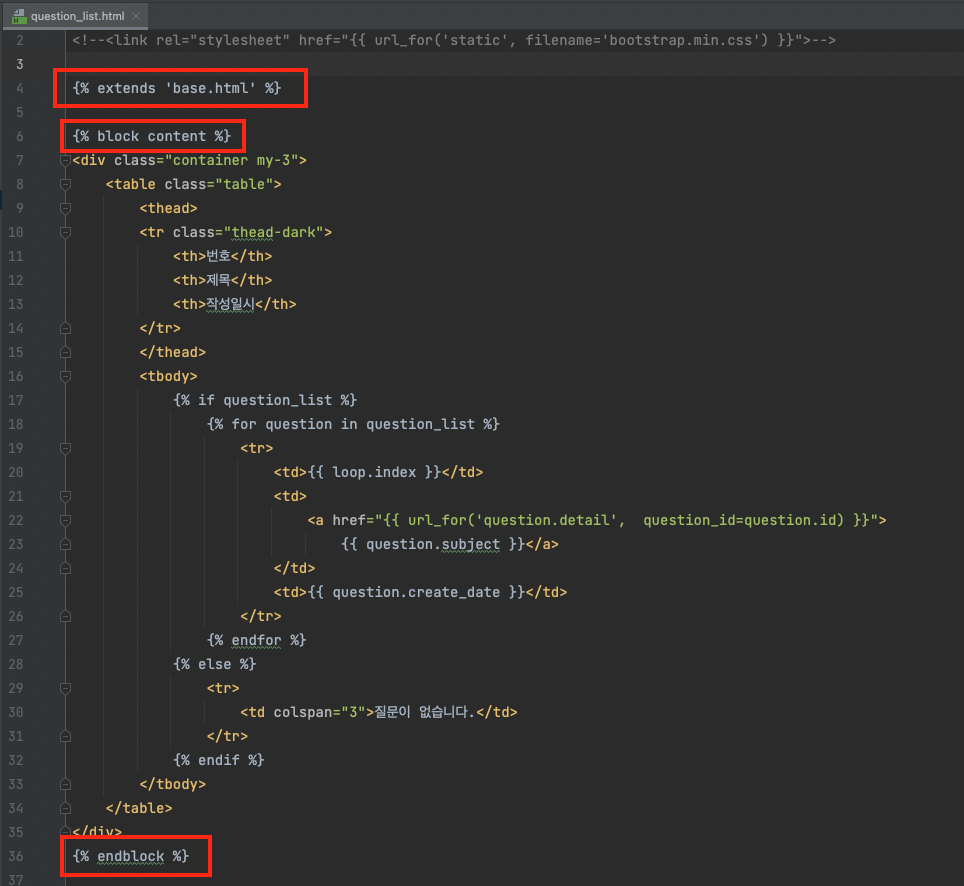 question_list.html
2 <!--<link rel="stylesheet" href="{{ url_for('static', filename='bootstrap.min.css') }}">-->
3
4 {% extends 'base.html' %}
5
6 {% block content %}
7 <div class="container my-3">
8 <table class="table">
9 <thead>
10 <tr class="thead-dark">
11 <th>번호</th>
12 <th>제목</th>
13 <th>작성일시</th>
14 </tr>
15 </thead>
16 <tbody>
17 {% if question_list %}
18 {% for question in question_list %}
19 <tr>
20 <td>{{ loop.index }}</td>
21 <td>
22 <a href="{{ url_for('question.detail',  question_id=question.id) }}">
23 {{ question.subject }}</a>
24 </td>
25 <td>{{ question.create_date }}</td>
26 </tr>
27 {% endfor %}
28 {% else %}
29 <tr>
30 <td colspan="3">질문이 없습니다.</td>
31 </tr>
32 {% endif %}
33 </tbody>
34 </table>
35 </div>
36 {% endblock %}
37